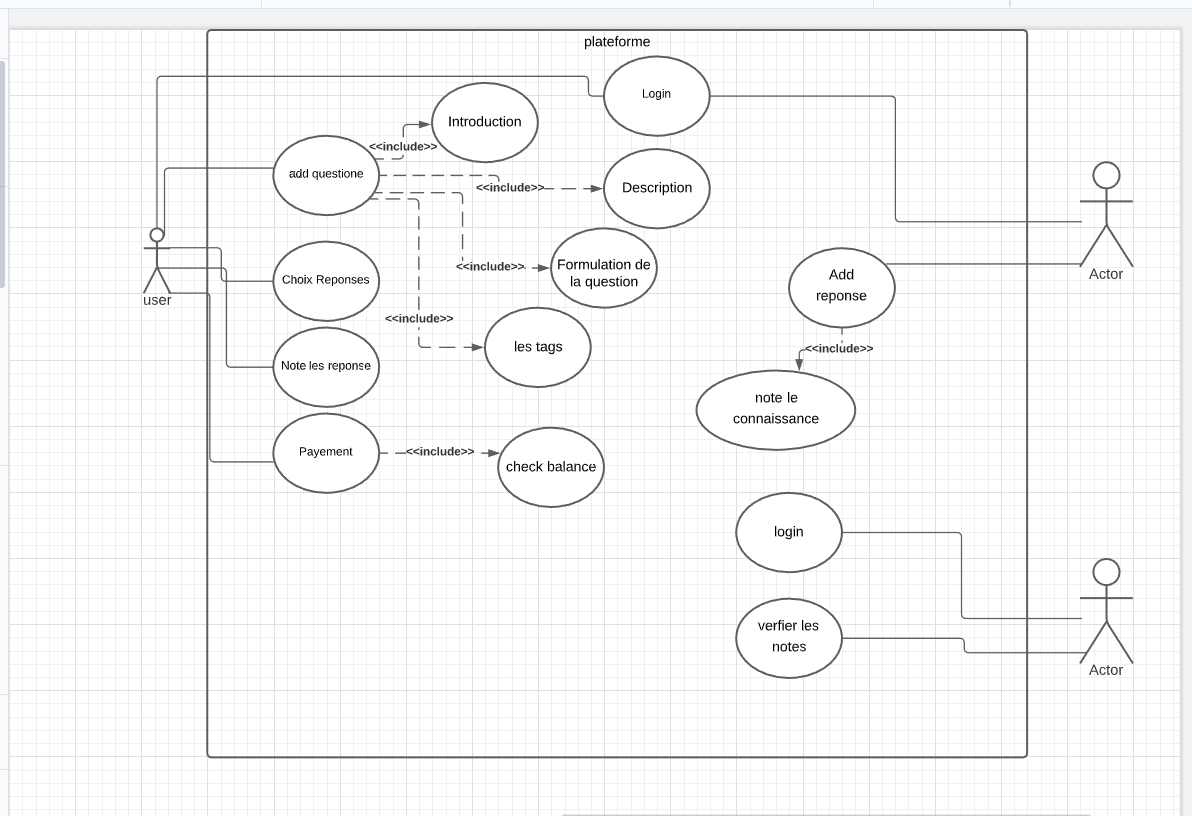 plateforme
Login
Introduction
<<include>>
add questione
<<include>>
Description
user
Choix Reponses
<<include>>
Formulation de
la question
Add
reponse
Actor
<<include>>
les tags
<<include>>
Note les reponse
note le
connaissance
Payement
<<include>>
check balance
login
verfier les
notes
Actor